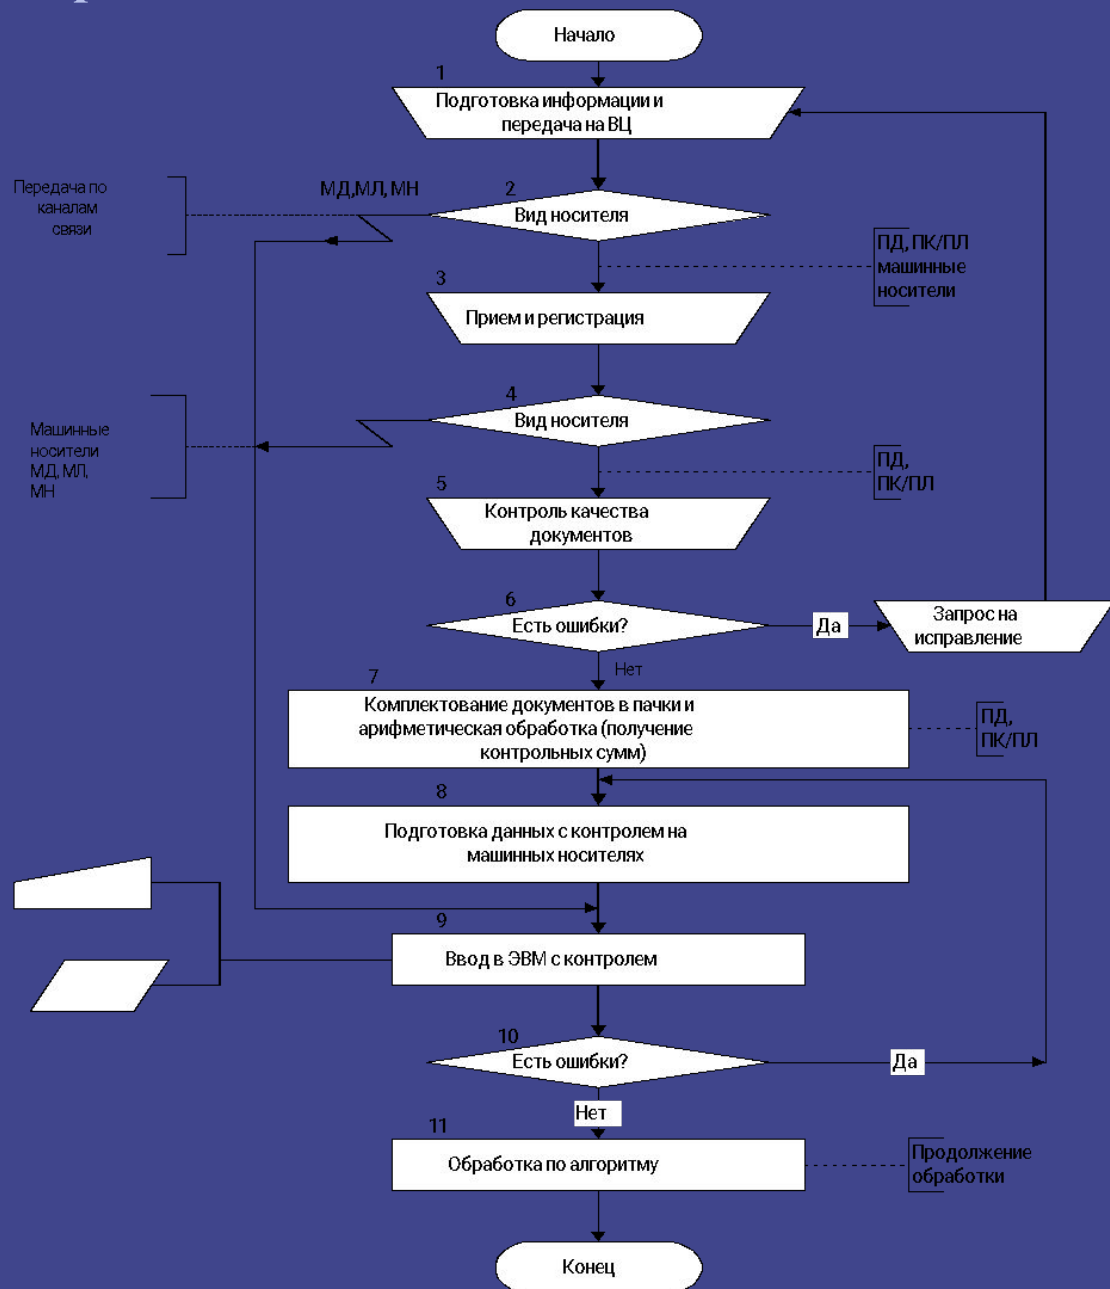 Начало
1
Подготовка информации и
передача на ВЦ
Передача по
каналам
связи
МД,МЛ, МН
2
Вид носителя
ПД, ПК/ПЛ
машинные
носители
3
Прием и регистрация
4
Вид носителя
Машинные
носители
МД, МЛ,
МН
ПД,
ПК/ПЛ
5
Контроль качества
документов
6
Есть ошибки?
Да
Запрос на
исправление
Нет
7
Комплектование документов в пачки и
арифметическая обработка (получение
контрольных сумм)
ПД,
ПК/ПЛ
8
Подготовка данных с контролем на
машинных носителях
9
Ввод в ЭВМ с контролем
10
Есть ошибки?
Да
Нет
11
Обработка по алгоритму
Продолжение
обработки
Конец